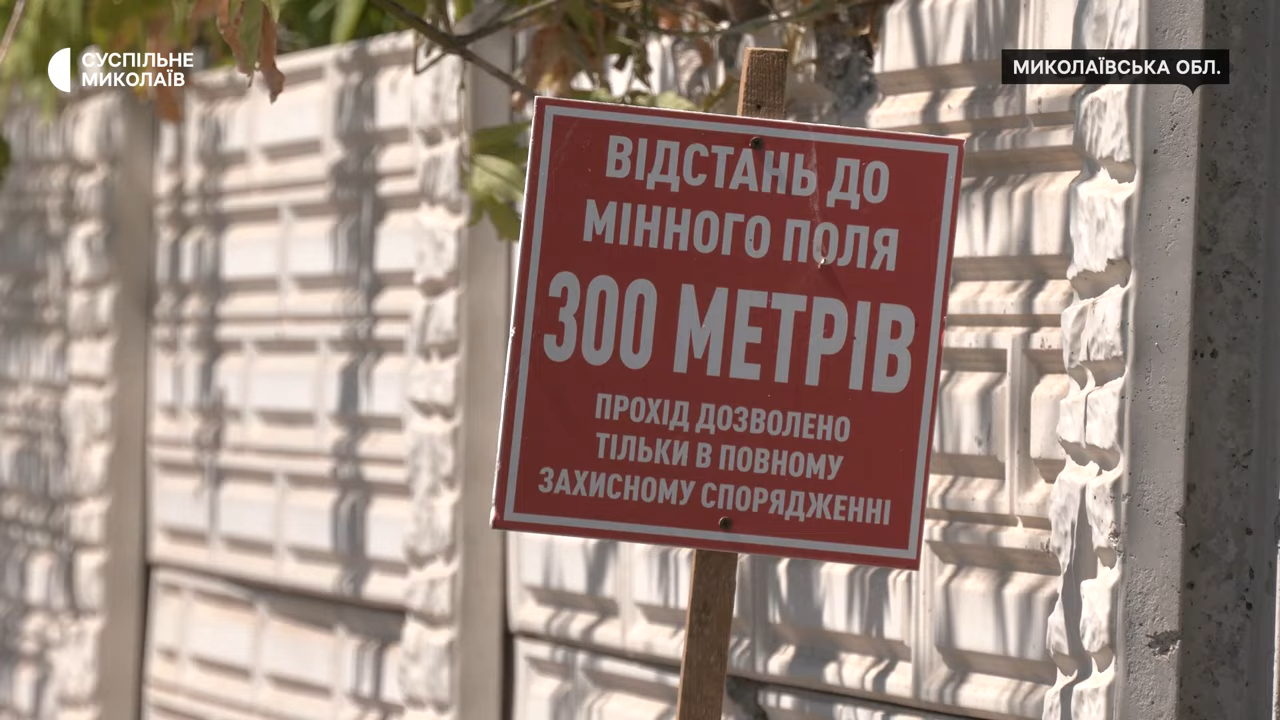 СУСПІЛЬНЕ
МИКОЛАЇВ
МИКОЛАЇВСЬКА ОБЛ.
ВІДСТАНЬ ДО
МІННОГО ПОЛЯ
300 МЕТРІВ
ПРОХІД ДОЗВОЛЕНО
ТІЛЬКИ В ПОВНОМУ
ЗАХИСНОМУ СПОРЯДЖЕННІ